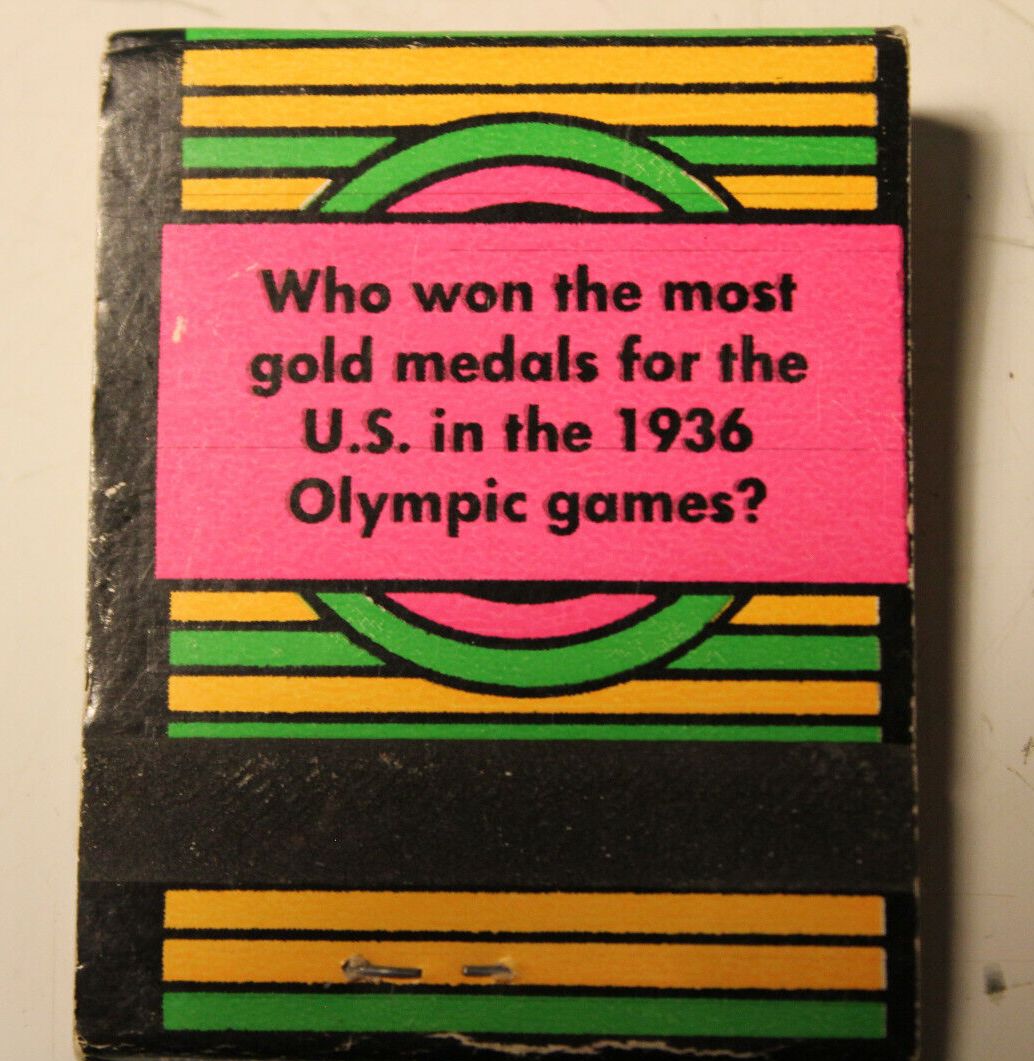 Who won the most
gold medals for the
U.S. in the 1936
Olympic games?